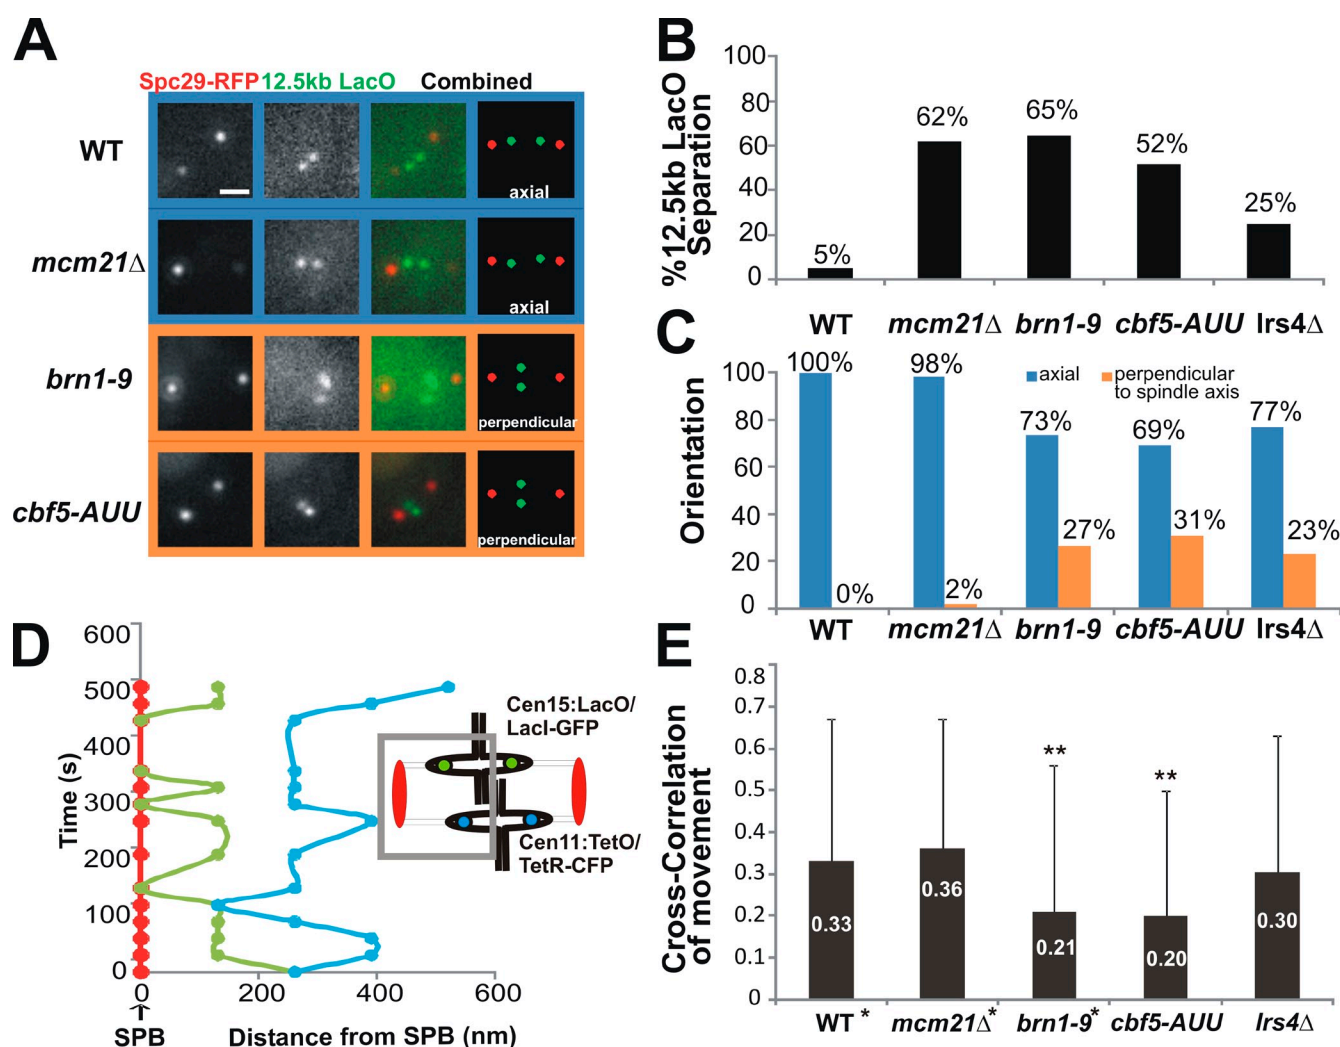 A
Spc29-RFP 12.5kb LacO Combined
WT
axial
mcm21Δ
axial
brn1-9
perpendicular
cbf5-AUU
perpendicular
B
%12.5kb LacO
Separation
100
80
60
40
20
0
5%
62%
65%
52%
25%
WT mcm21Δ brn1-9 cbf5-AUU lrs4Δ
C
Orientation
100
80
60
40
20
0
axial
perpendicular
to spindle axis
100%
0%
98%
2%
73%
27%
69%
31%
77%
23%
WT mcm21Δ brn1-9 cbf5-AUU lrs4Δ
D
Time (s)
600
500
400
300
200
100
0
0 200 400 600
SPB
Distance from SPB (nm)
Cen15:LacO/
LacI-GFP
Cen11:TetO/
TetR-CFP
E
Cross-Correlation
of movement
0.8
0.7
0.6
0.5
0.4
0.3
0.2
0.1
0
0.33
0.36
**
0.21
**
0.20
0.30
WT * mcm21Δ* brn1-9* cbf5-AUU lrs4Δ